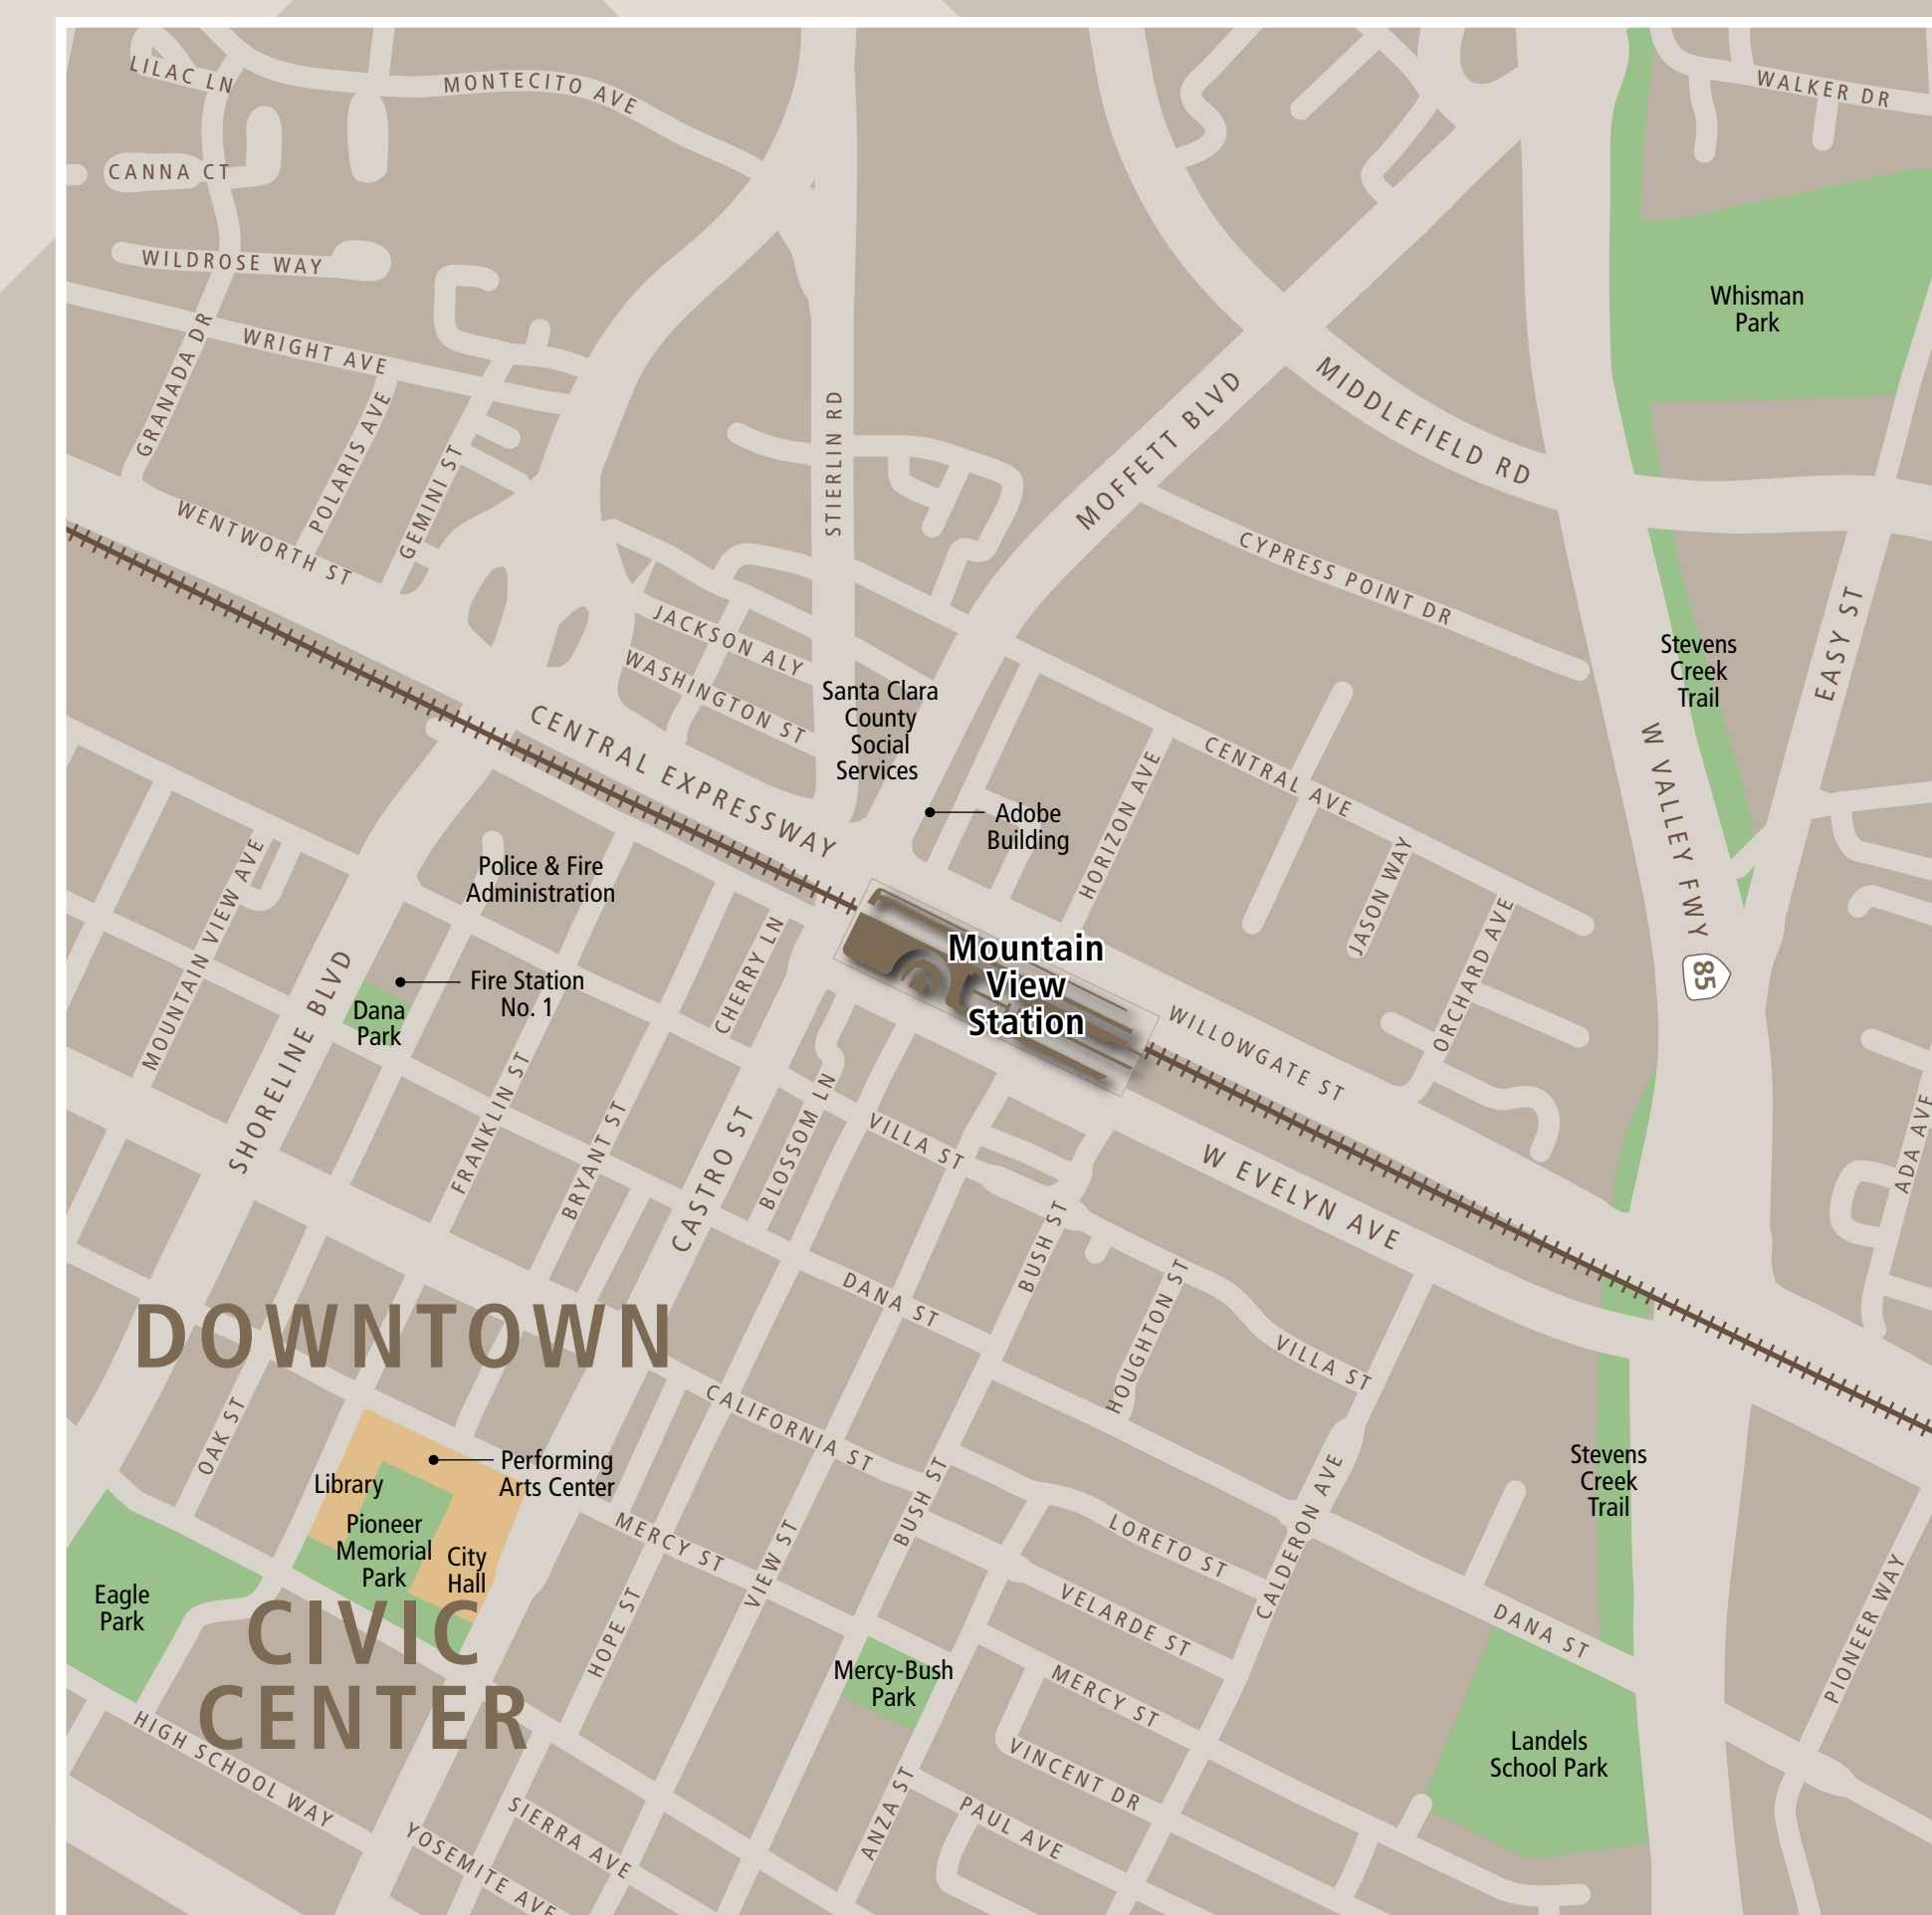 LILAC LN
MONTECITO AVE
WALKER DR
CANNA CT
WILDROSE WAY
Whisman
Park
GRANADA DR
WRIGHT AVE
POLARIS AVE
GEMINI ST
STIERLIN RD
MOFFETT BLVD
MIDDLEFIELD RD
WENTWORTH ST
CYPRESS POINT DR
JACKSON ALY
WASHINGTON ST
Stevens
Creek
Trail
EASY ST
Santa Clara
County
Social
Services
CENTRAL EXPRESSWAY
CENTRAL AVE
W VALLEY FWY
85
Adobe
Building
HORIZON AVE
JASON WAY
ORCHARD AVE
Police & Fire
Administration
MOUNTAIN VIEW AVE
CHERRY LN
Mountain
View
Station
Fire Station
No. 1
Dana
Park
SHORELINE BLVD
WILLOWGATE ST
FRANKLIN ST
BRYANT ST
CASTRO ST
BLOSSOM LN
VILLA ST
W EVELYN AVE
ADA AVE
BUSH ST
HOUGHTON ST
DANA ST
VILLA ST
DOWNTOWN
OAK ST
CALIFORNIA ST
Performing
Arts Center
Library
Pioneer
Memorial
Park
City
Hall
MERCY ST
VIEW ST
BUSH ST
LORETO ST
CALDERON AVE
Stevens
Creek
Trail
Eagle
Park
CIVIC
CENTER
HOPE ST
VELARDE ST
DANA ST
PIONEER WAY
Mercy-Bush
Park
MERCY ST
Landels
School Park
HIGH SCHOOL WAY
VINCENT DR
ANZA ST
PAUL AVE
SIERRA AVE
YOSEMITE AVE